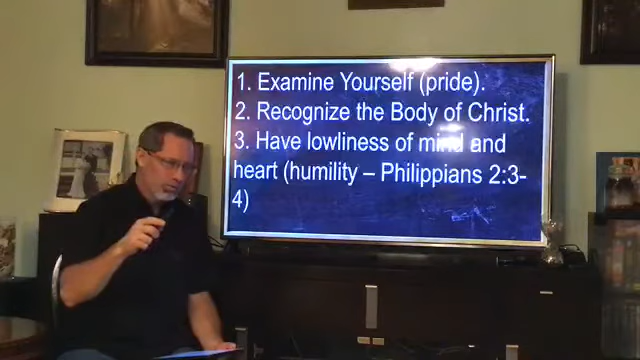 1. Examine Yourself (pride).
2. Recognize the Body of Christ.
3. Have lowliness of mind and
heart (humility – Philippians 2:3-
4)